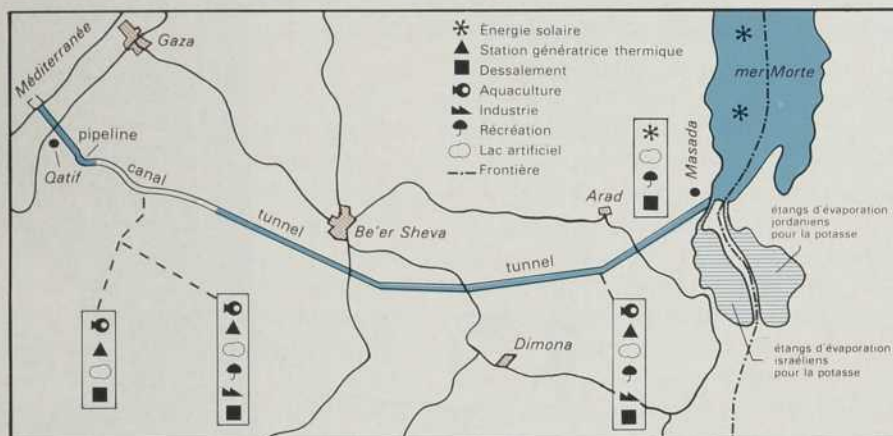 Méditerranée
Gaza
Énergie solaire
Station génératrice thermique
Dessalement
Aquaculture
Industrie
Récréation
Lac artificiel
Frontière
mer Morte
pipeline
Qatif
canal
tunnel
Be'er Sheva
Arad
Masada
tunnel
Dimona
étangs d'évaporation
jordaniens
pour la potasse
étangs d'évaporation
israéliens
pour la potasse